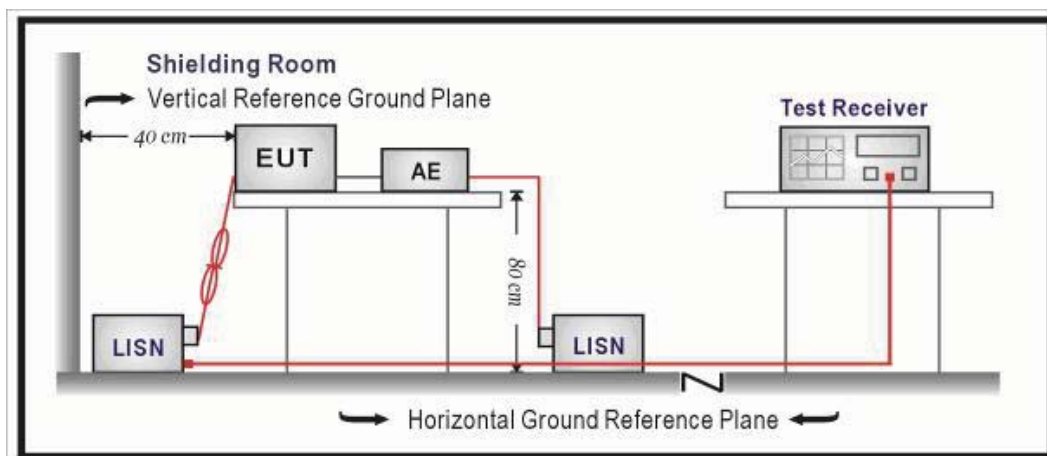 Shielding Room
Vertical Reference Ground Plane
Test Receiver
40 cm
EUT
AE
80 cm
LISN
LISN
Horizontal Ground Reference Plane